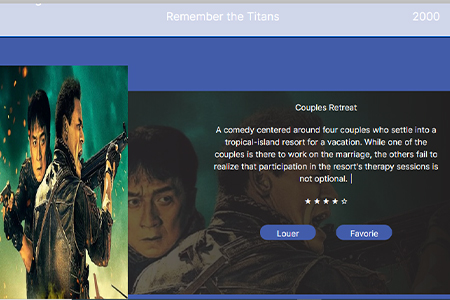 Remember the Titans 2000
Couples Retreat
A comedy centered around four couples who settle into a
tropical-island resort for a vacation. While one of the
couples is there to work on the marriage, the others fail to
realize that participation in the resort's therapy sessions is
not optional.
Louer Favorie